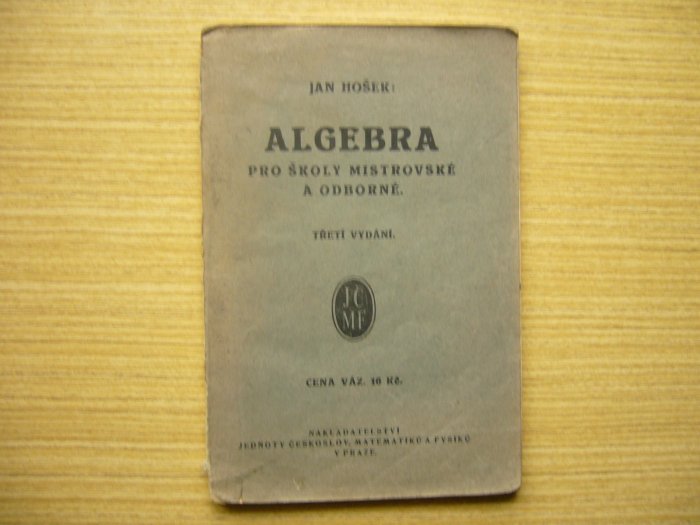 JAN HOŠEK:
ALGEBRA
PRO ŠKOLY MISTROVSKÉ
A ODBORNÉ.
TŘETÍ VYDÁNÍ.
JČ
MF
CENA VÁZ. 16 Kč.
NAKLADATELSTVÍ
JEDNOTY ČESKOSLOV. MATEMATIKŮ A FYSIKŮ
V PRAZE.